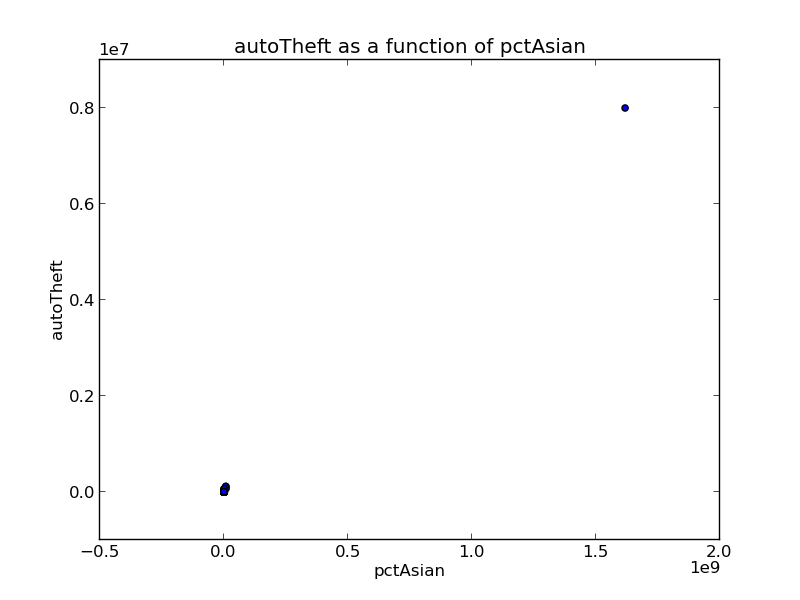 autoTheft as a function of pctAsian
1e7
0.8
0.6
0.4
0.2
0.0
autoTheft
−0.5 0.0 0.5 1.0 1.5 2.0
1e9
pctAsian